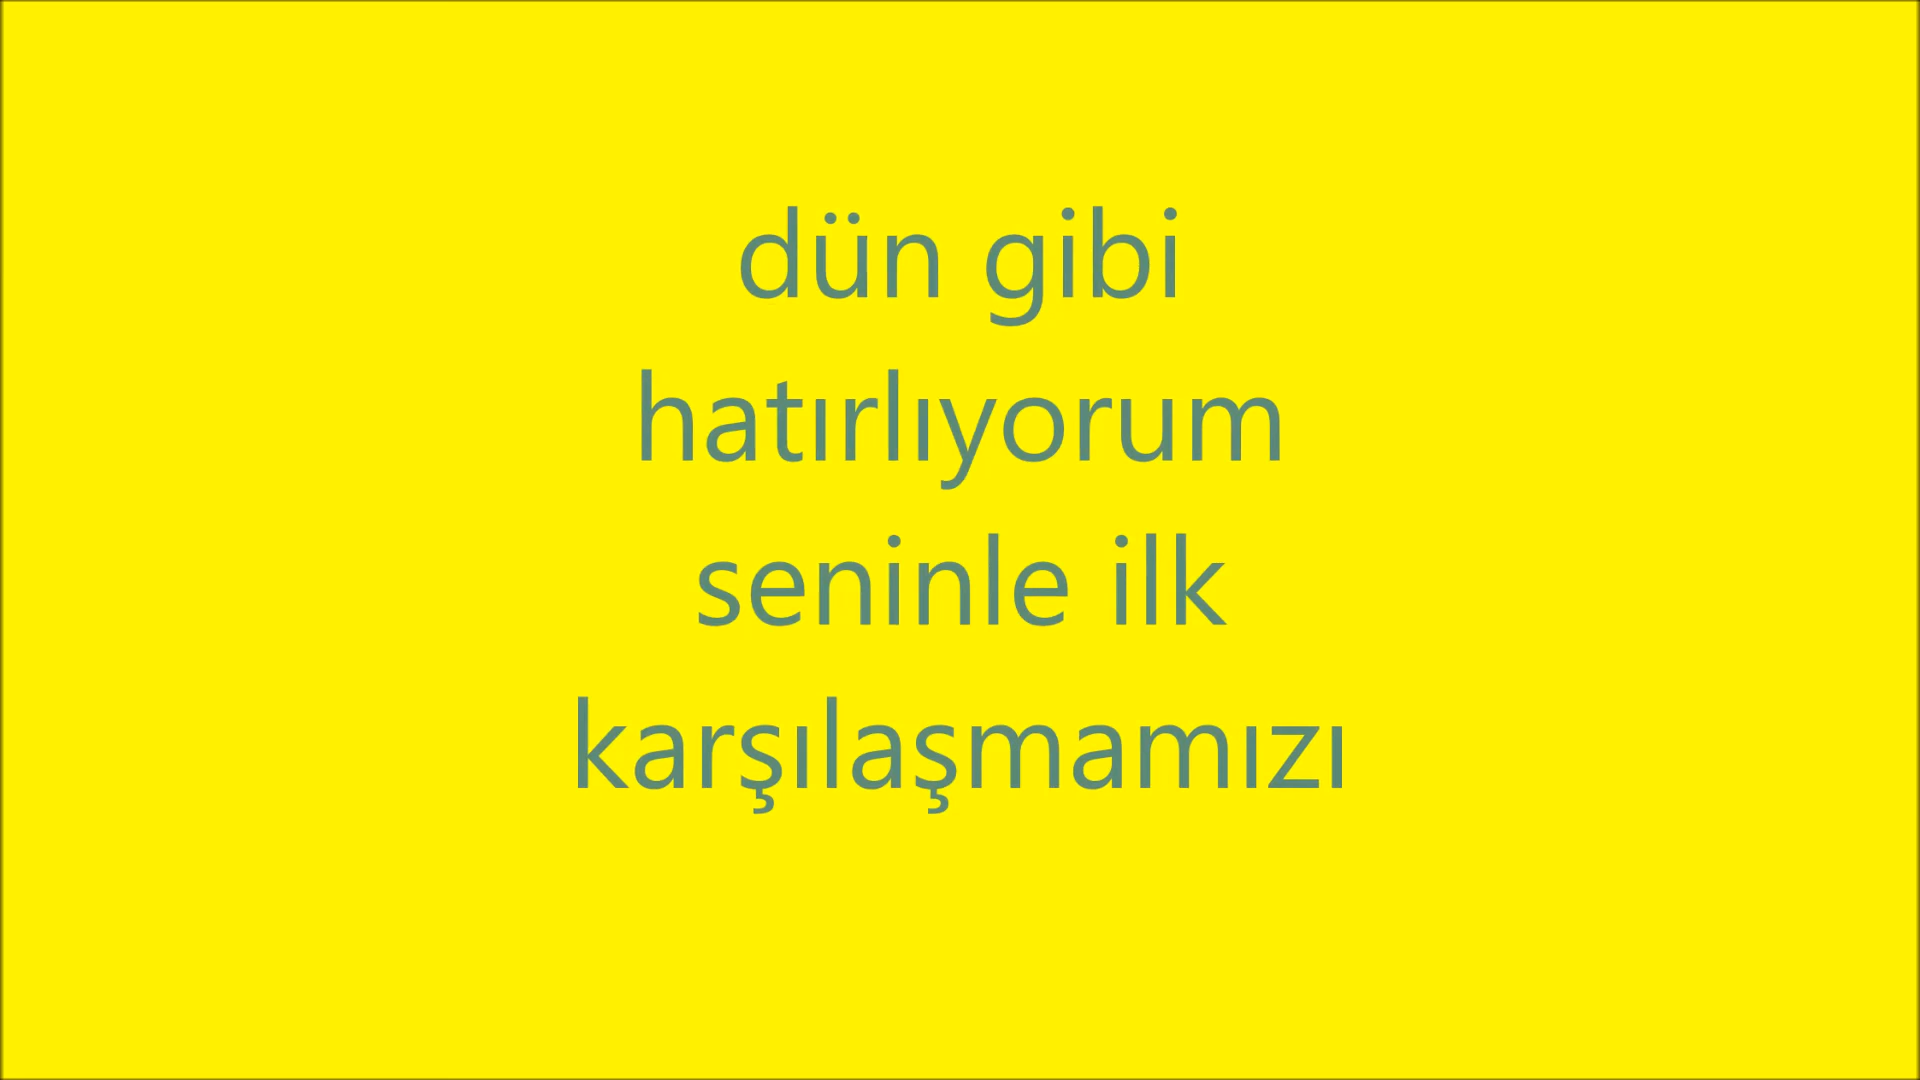 dün gibi
hatırlıyorum
seninle ilk
karşılaşmamızı